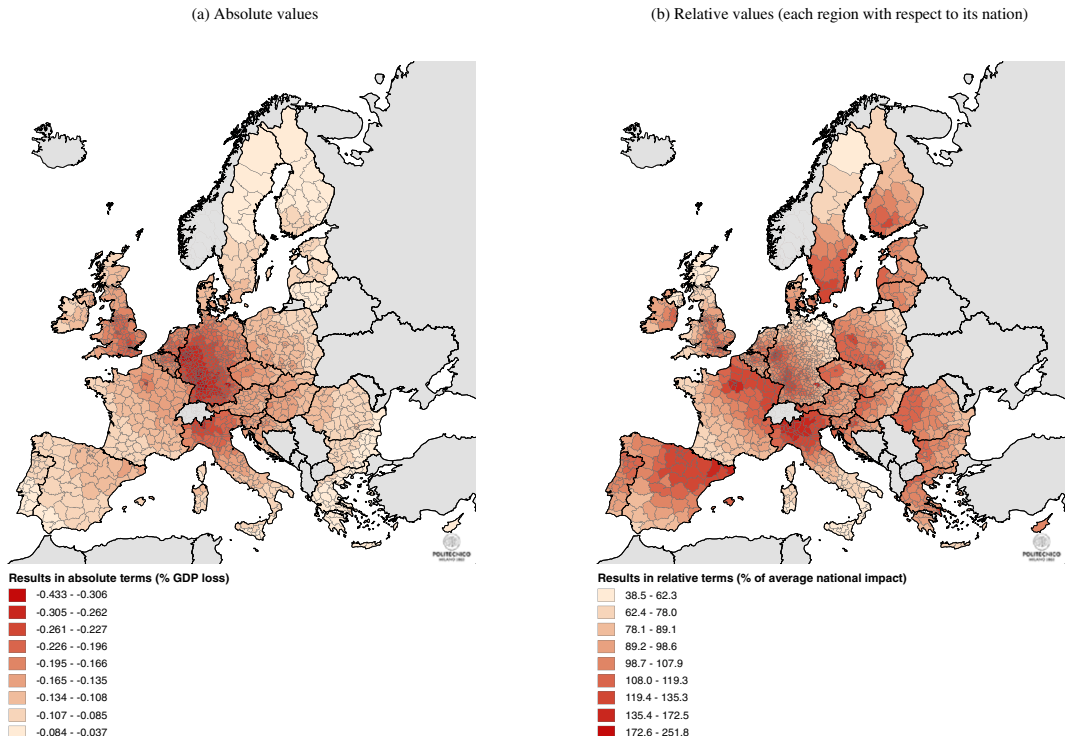 (a) Absolute values
(b) Relative values (each region with respect to its nation)
POLITECNICO
MILANO 1863
POLITECNICO
MILANO 1863
Results in absolute terms (% GDP loss)
-0.433 - -0.306
-0.305 - -0.262
-0.261 - -0.227
-0.226 - -0.196
-0.195 - -0.166
-0.165 - -0.135
-0.134 - -0.108
-0.107 - -0.085
-0.084 - -0.037
Results in relative terms (% of average national impact)
38.5 - 62.3
62.4 - 78.0
78.1 - 89.1
89.2 - 98.6
98.7 - 107.9
108.0 - 119.3
119.4 - 135.3
135.4 - 172.5
172.6 - 251.8